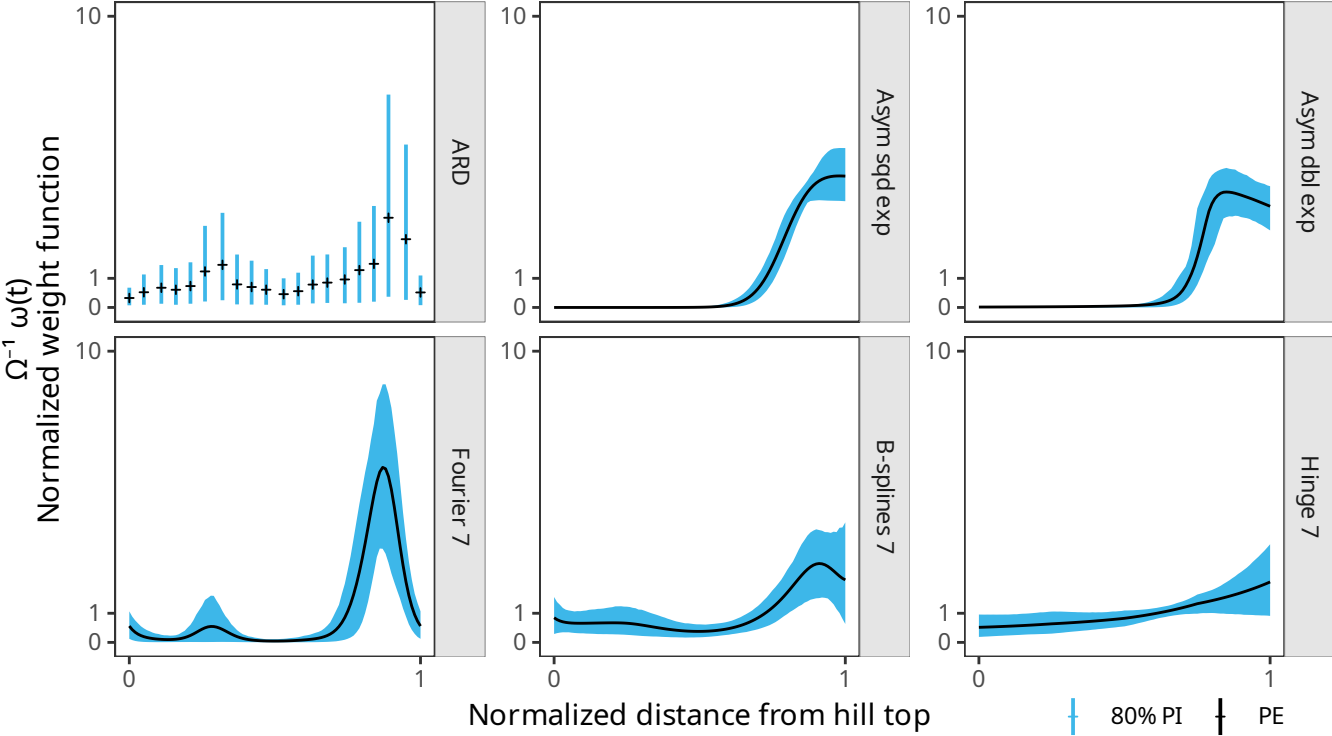 Ω⁻¹ ω(t)
Normalized weight function
10
1
0
ARD
10
1
0
Asym sqd exp
10
1
0
Asym dbl exp
10
1
0
0
1
Fourier 7
10
1
0
0
1
B-splines 7
10
1
0
0
1
Hinge 7
Normalized distance from hill top
80% PI
PE